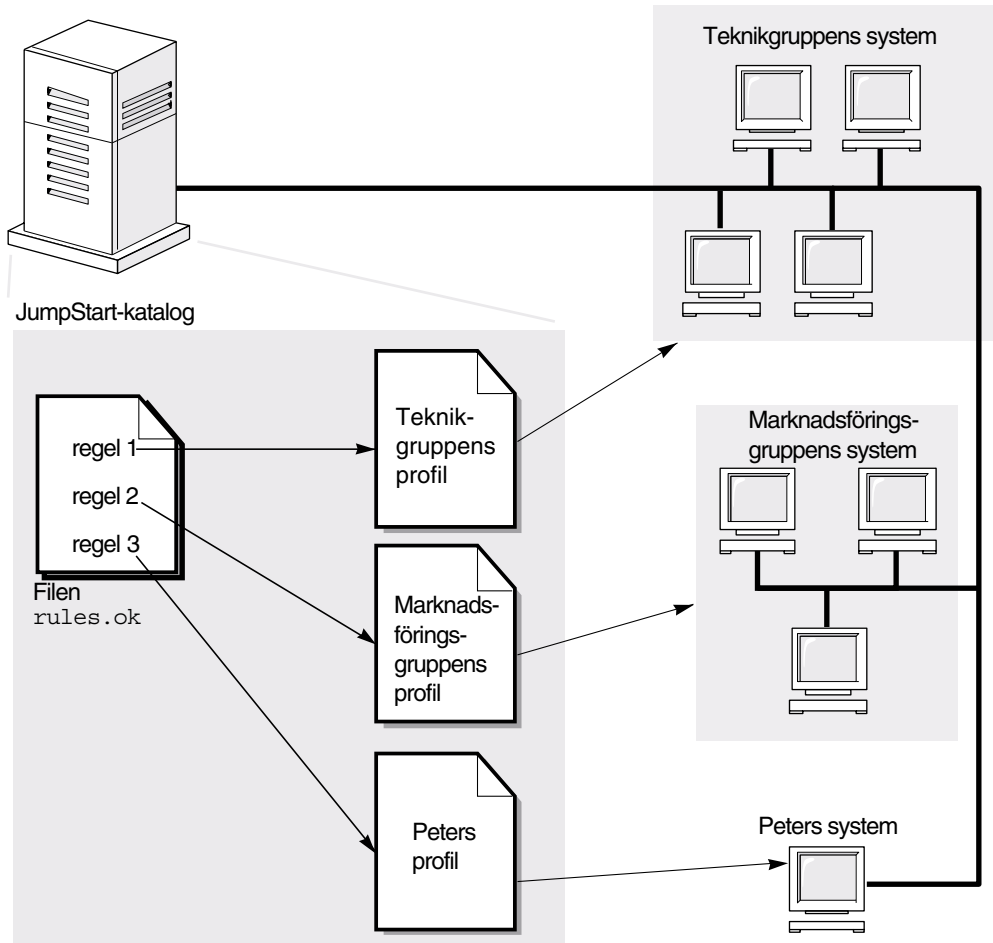 Teknikgruppens system
JumpStart-katalog
regel 1
regel 2
regel 3
Filen
rules.ok
Teknik-
gruppens
profil
Marknads-
förings-
gruppens
profil
Peters
profil
Marknadsförings-
gruppens system
Peters system